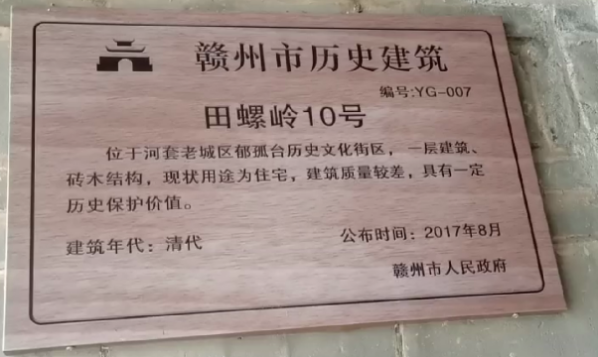 赣州市历史建筑
编号:YG-007
田螺岭10号
位于河套老城区郁孤台历史文化街区，一层建筑、
砖木结构，现状用途为住宅，建筑质量较差，具有一定
历史保护价值。
建筑年代：清代
公布时间：2017年8月
赣州市人民政府